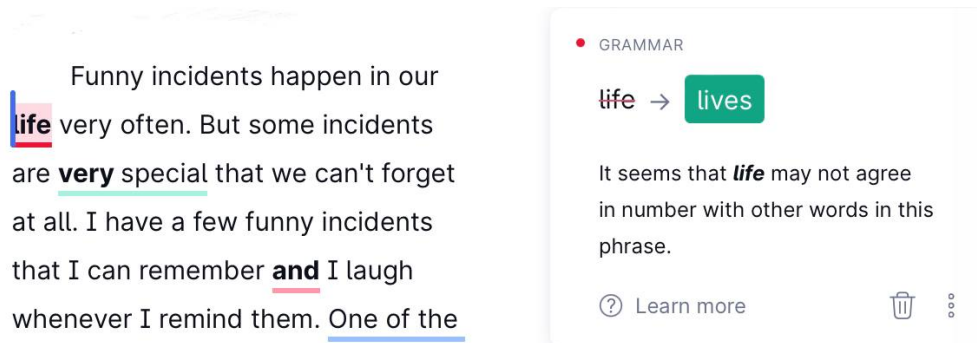 Funny incidents happen in our
life very often. But some incidents
are very special that we can't forget
at all. I have a few funny incidents
that I can remember and I laugh
whenever I remind them. One of the
GRAMMAR
life → lives
It seems that life may not agree
in number with other words in this
phrase.
Learn more